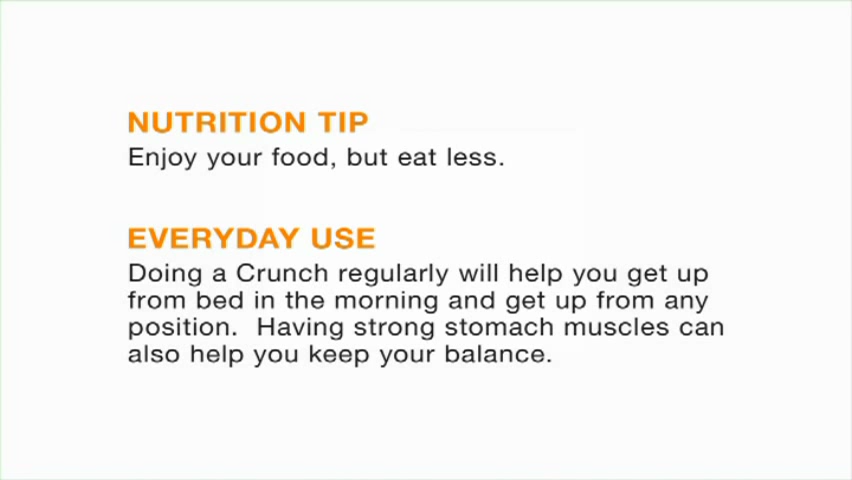 NUTRITION TIP
Enjoy your food, but eat less.
EVERYDAY USE
Doing a Crunch regularly will help you get up
from bed in the morning and get up from any
position.  Having strong stomach muscles can
also help you keep your balance.